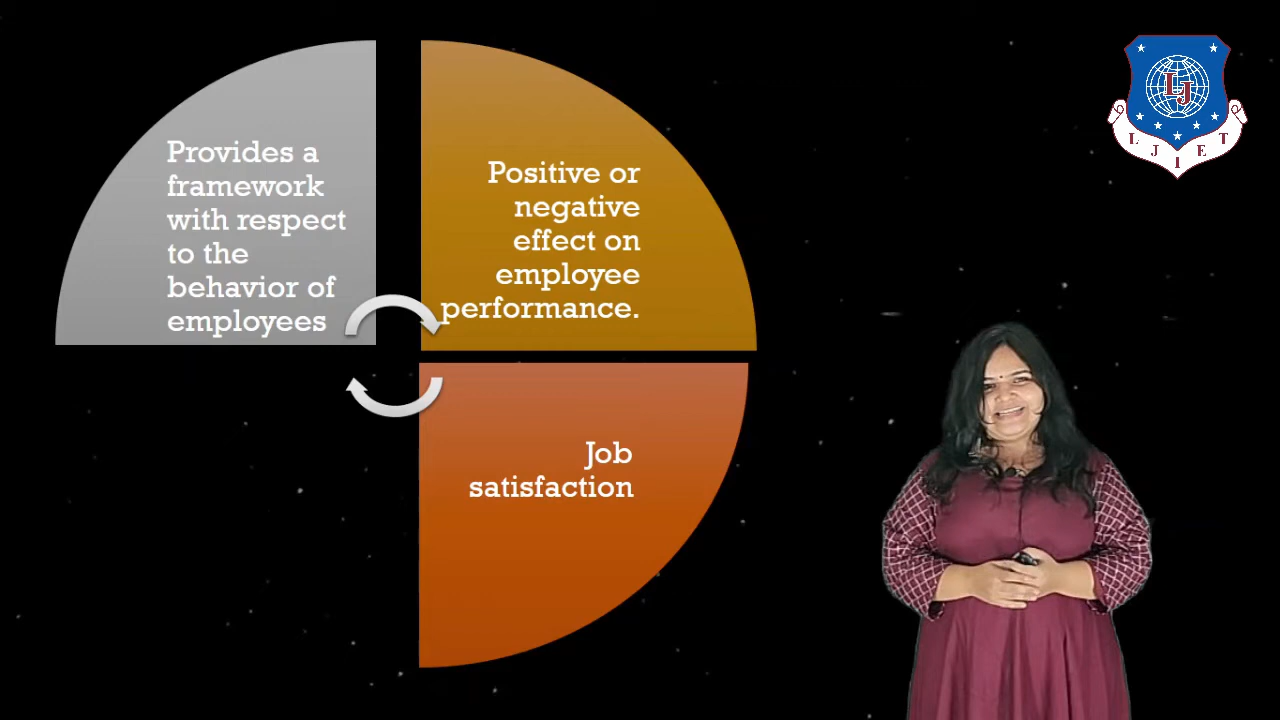 Provides a
framework
with respect
to the
behavior of
employees
Positive or
negative
effect on
employee
performance.
Job
satisfaction
LJ
L J I E T